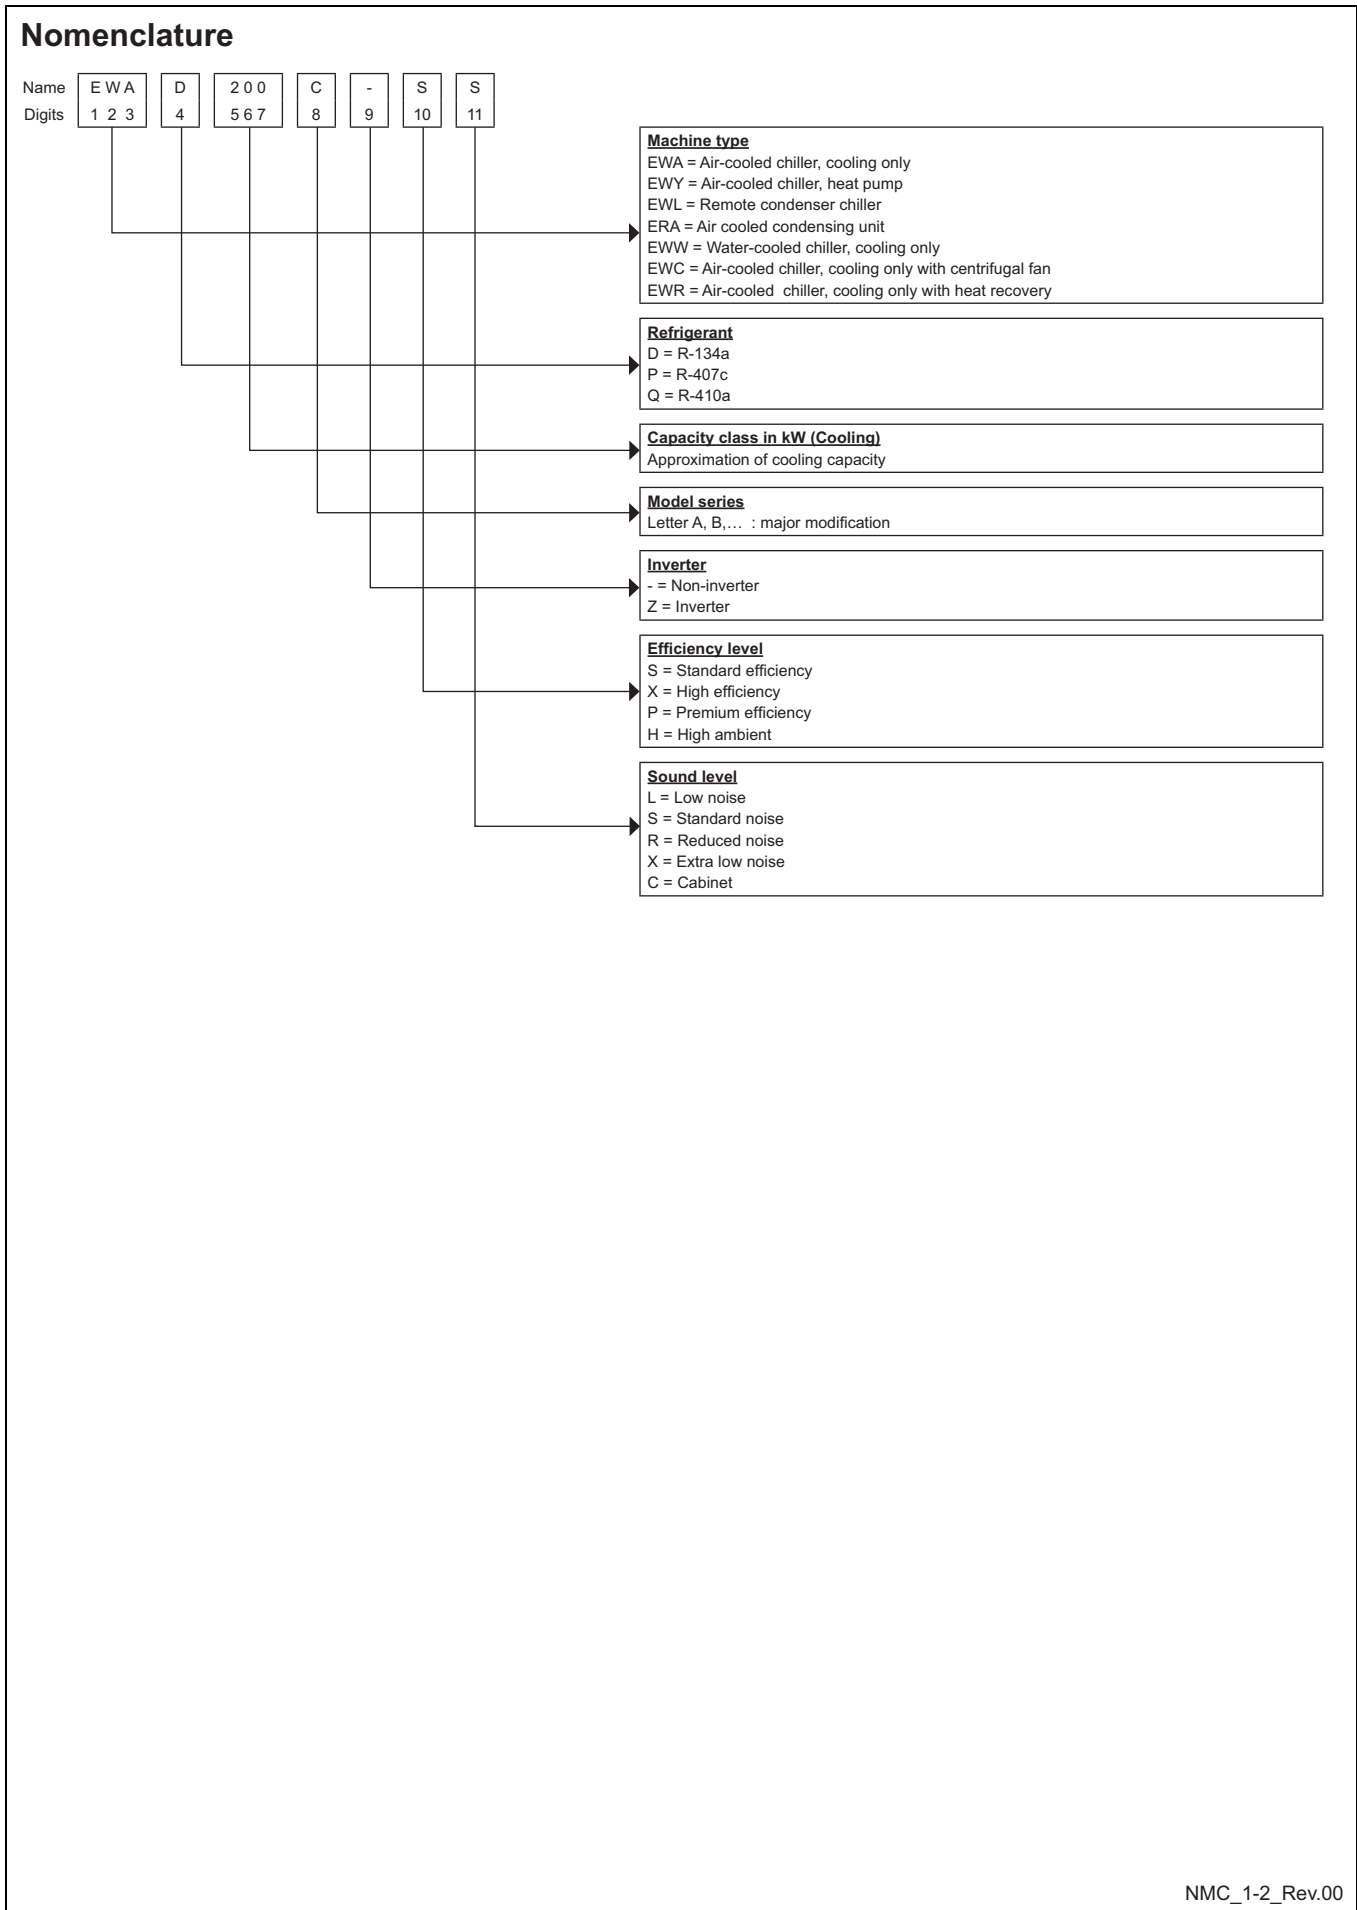 Nomenclature
Name E W A D 2 0 0 C - S S
Digits 1 2 3 4 5 6 7 8 9 10 11
Machine type
EWA = Air-cooled chiller, cooling only
EWY = Air-cooled chiller, heat pump
EWL = Remote condenser chiller
ERA = Air cooled condensing unit
EWW = Water-cooled chiller, cooling only
EWC = Air-cooled chiller, cooling only with centrifugal fan
EWR = Air-cooled chiller, cooling only with heat recovery
Refrigerant
D = R-134a
P = R-407c
Q = R-410a
Capacity class in kW (Cooling)
Approximation of cooling capacity
Model series
Letter A, B,… : major modification
Inverter
- = Non-inverter
Z = Inverter
Efficiency level
S = Standard efficiency
X = High efficiency
P = Premium efficiency
H = High ambient
Sound level
L = Low noise
S = Standard noise
R = Reduced noise
X = Extra low noise
C = Cabinet
NMC_1-2_Rev.00